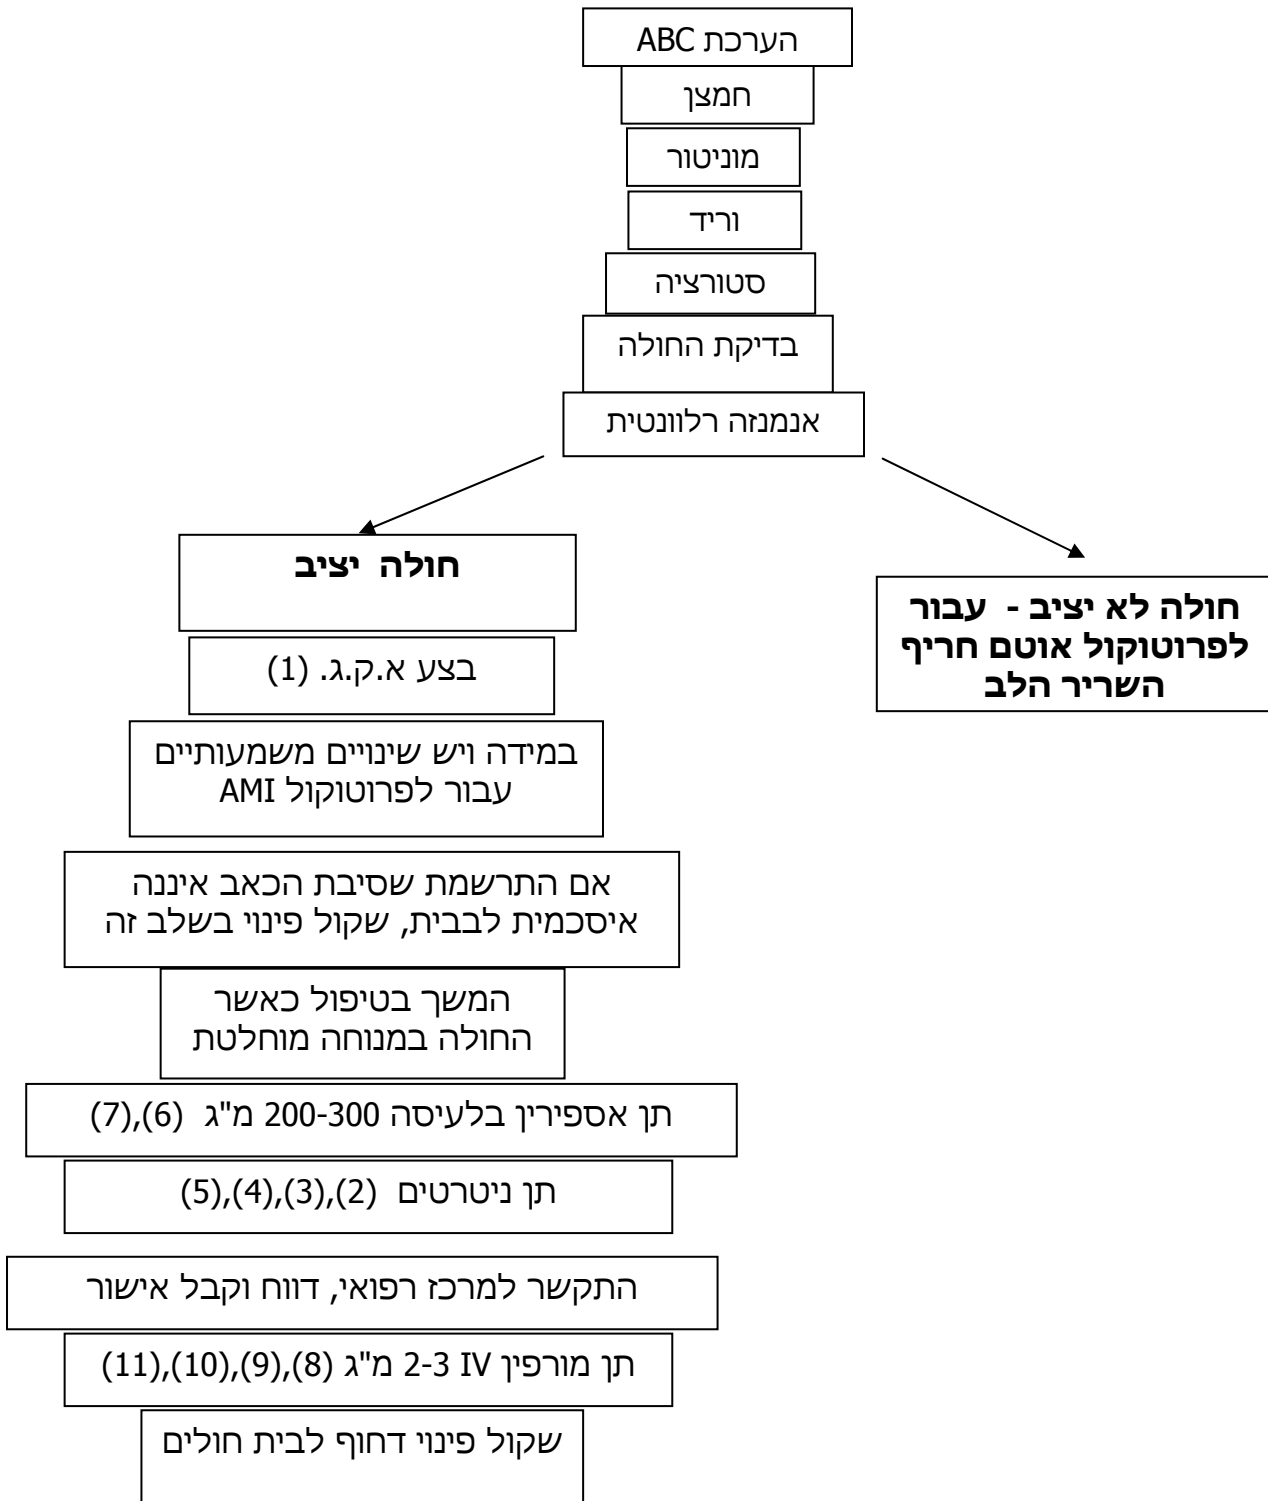 הערכת ABC
חמצן
מוניטור
וריד
סטורציה
בדיקת החולה
אנמנזה רלוונטית
חולה לא יציב - עבור
לפרוטוקול אוטם חריף
השריר הלב
חולה יציב
בצע א.ק.ג. (1)
במידה ויש שינויים משמעותיים
עבור לפרוטוקול AMI
אם התרשמת שסיבת הכאב איננה
איסכמית לבבית, שקול פינוי בשלב זה
המשך בטיפול כאשר
החולה במנוחה מוחלטת
תן אספירין בלעיסה 200-300 מ"ג (6),(7)
תן ניטרטים (2),(3),(4),(5)
התקשר למרכז רפואי, דווח וקבל אישור
תן מורפין IV 2-3 מ"ג (8),(9),(10),(11)
שקול פינוי דחוף לבית חולים